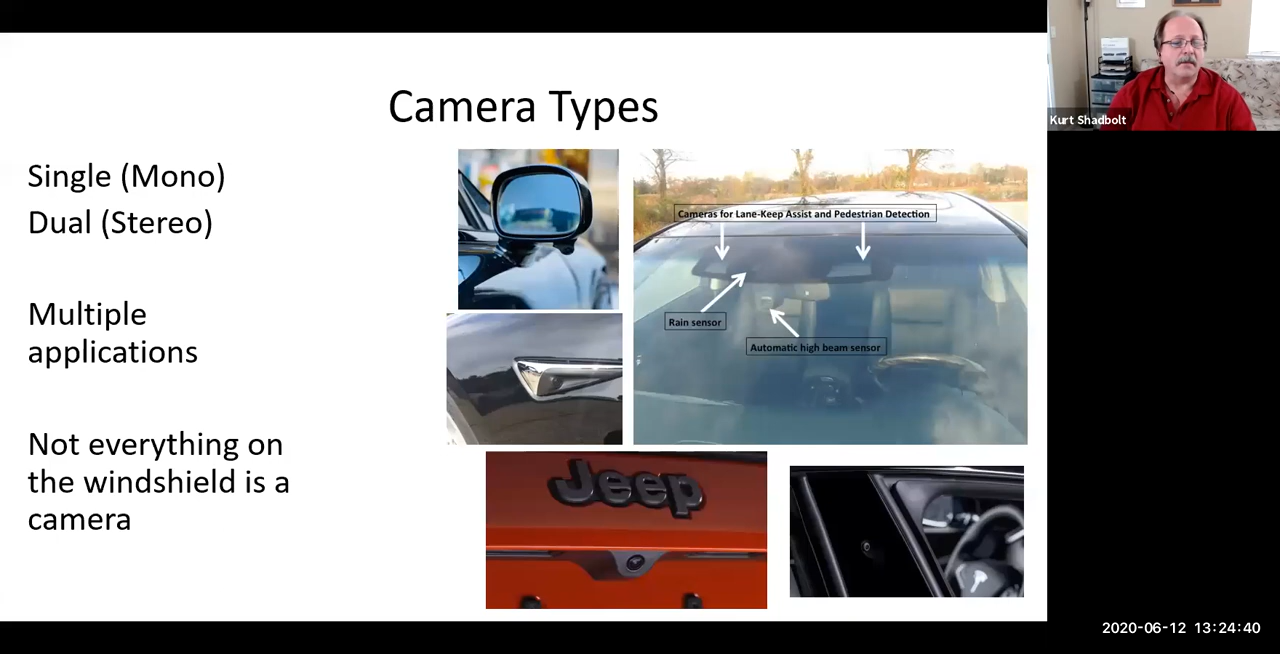 Camera Types
Single (Mono)
Dual (Stereo)
Multiple
applications
Not everything on
the windshield is a
camera
Cameras for Lane-Keep Assist and Pedestrian Detection
Rain sensor
Automatic high beam sensor
Jeep
Kurt Shadbolt
2020-06-12 13:24:40